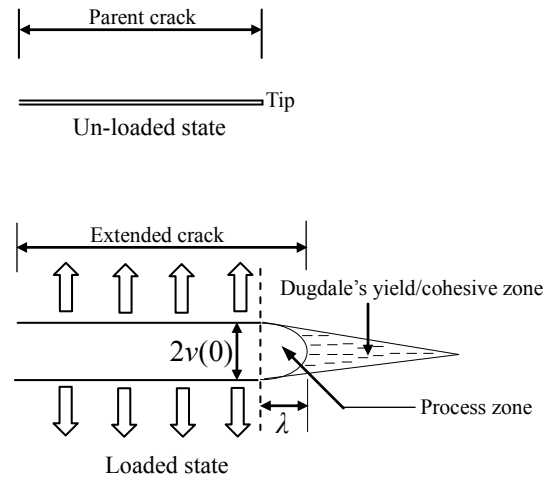 Parent crack
Tip
Un-loaded state
Extended crack
Dugdale's yield/cohesive zone
2v(0)
Process zone
λ
Loaded state